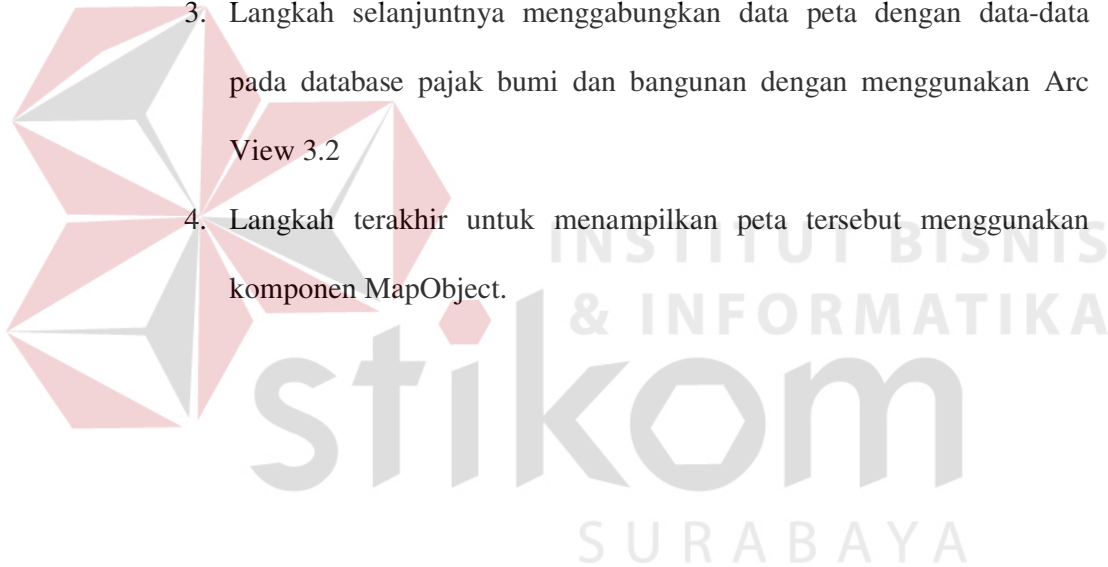 3. Langkah selanjuntnya menggabungkan data peta dengan data-data
pada database pajak bumi dan bangunan dengan menggunakan Arc
View 3.2
4. Langkah terakhir untuk menampilkan peta tersebut menggunakan
komponen MapObject.
INSTITUT BISNIS
& INFORMATIKA
stikom
SURABAYA